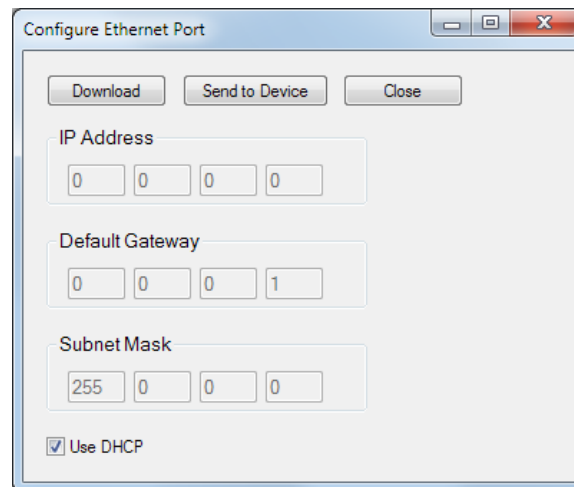 Configure Ethernet Port
Download Send to Device Close
IP Address
0 0 0 0
Default Gateway
0 0 0 1
Subnet Mask
255 0 0 0
Use DHCP